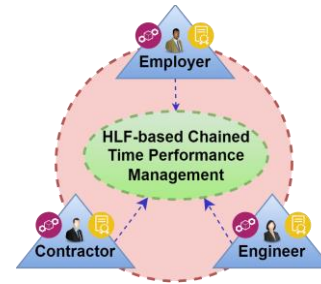 Employer
HLF-based Chained
Time Performance
Management
Contractor
Engineer